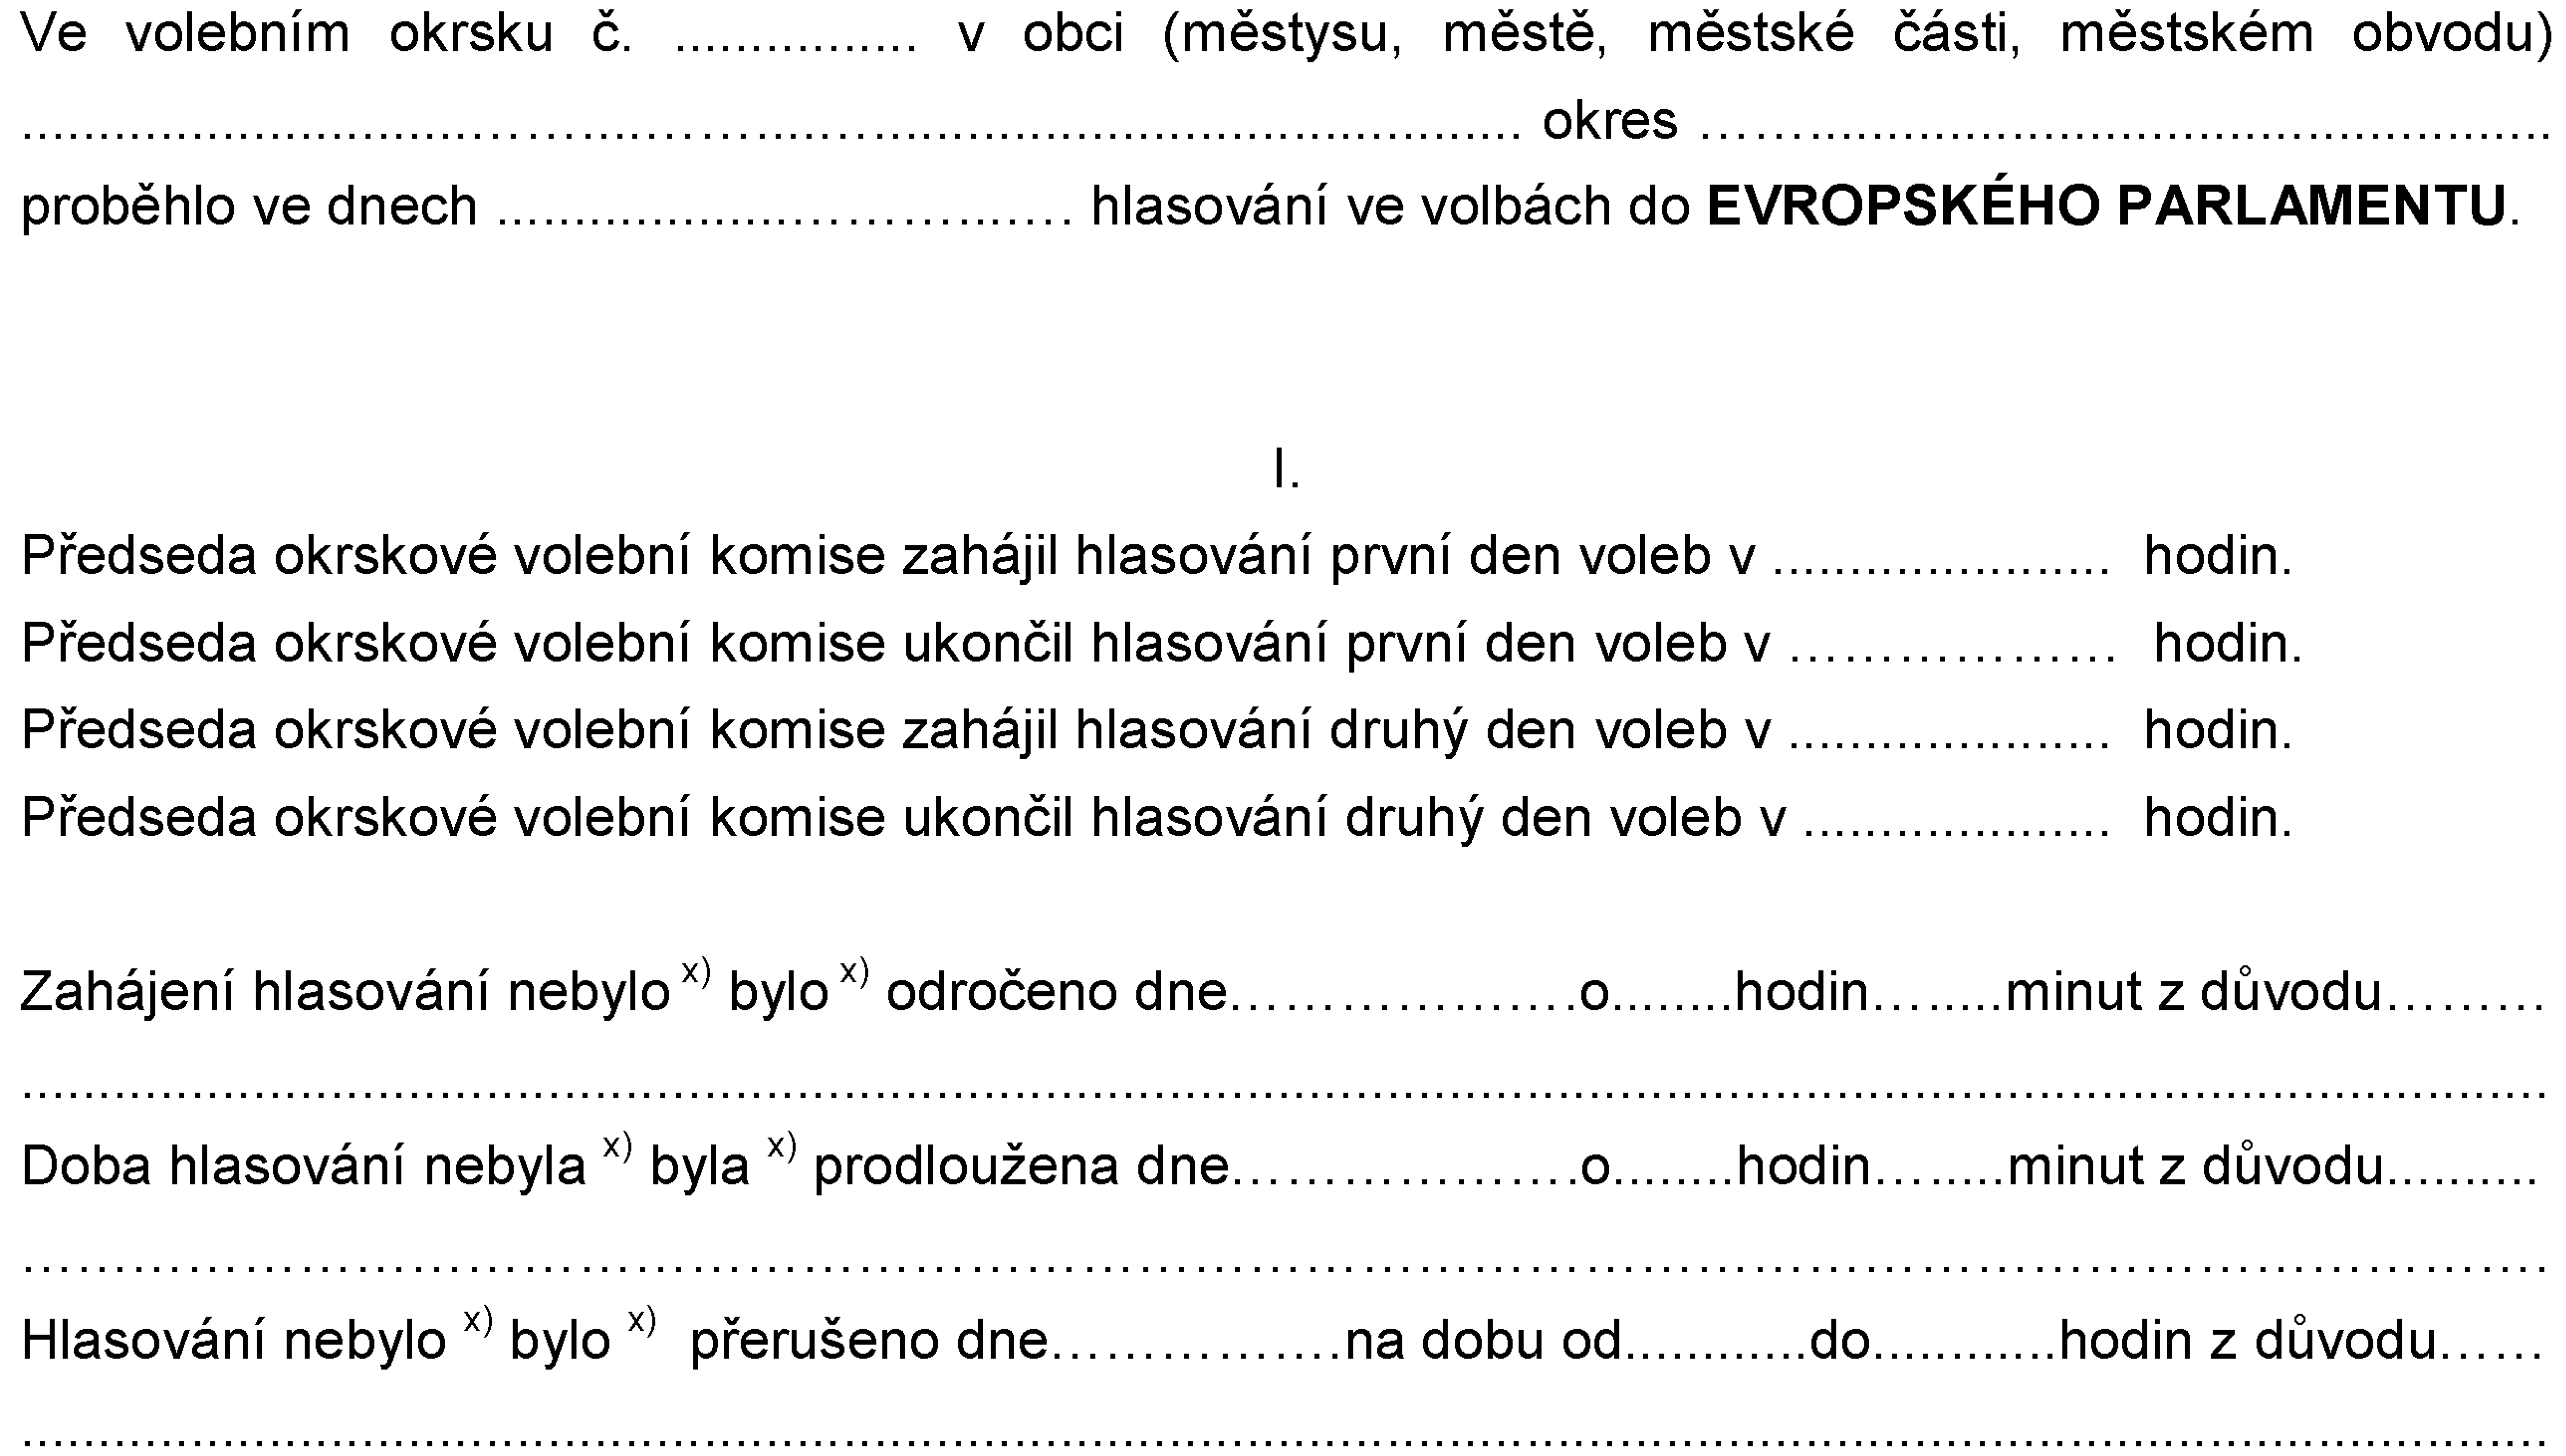 Ve volebním okrsku č. ................ v obci (městysu, městě, městské části, městském obvodu)
.............................……...………...……........................................... okres ……................................................
proběhlo ve dnech ....................………...…. hlasování ve volbách do EVROPSKÉHO PARLAMENTU.
I.
Předseda okrskové volební komise zahájil hlasování první den voleb v ...................... hodin.
Předseda okrskové volební komise ukončil hlasování první den voleb v ……………… hodin.
Předseda okrskové volební komise zahájil hlasování druhý den voleb v ..................... hodin.
Předseda okrskové volební komise ukončil hlasování druhý den voleb v .................... hodin.
Zahájení hlasování nebylo x) bylo x) odročeno dne……………….o........hodin…......minut z důvodu………
....................................................................................................................................................................
Doba hlasování nebyla x) byla x) prodloužena dne……………….o........hodin…......minut z důvodu..........
…………………………………………………………………………………………………………………………
Hlasování nebylo x) bylo x) přerušeno dne…………….na dobu od............do............hodin z důvodu……
....................................................................................................................................................................